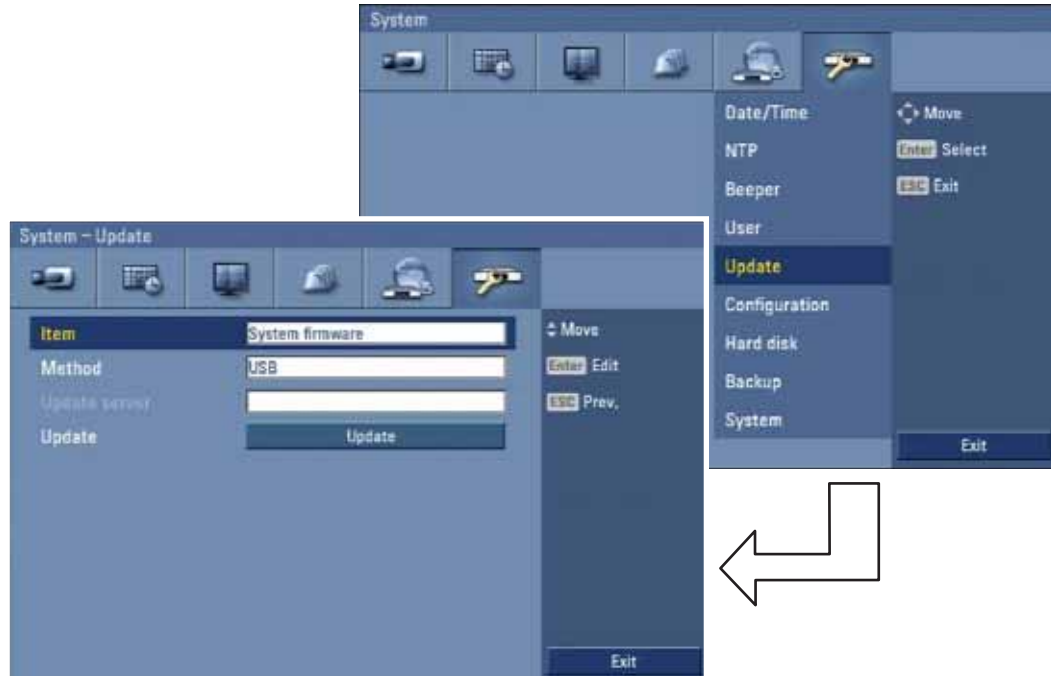 System
Date/Time
NTP
Beeper
User
Update
Configuration
Hard disk
Backup
System
Move
Enter Select
ESC Exit
Exit
System – Update
Item System firmware
Method USB
Update server
Update Update
Move
Enter Edit
ESC Prev.
Exit